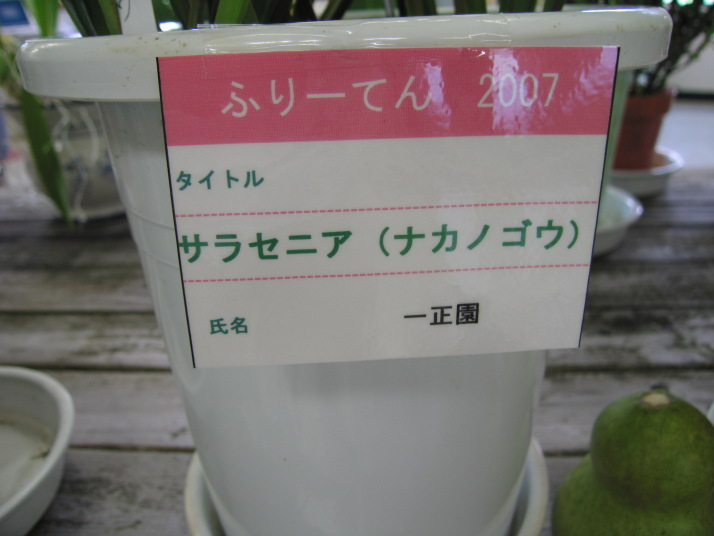 ふりーてん 2007
タイトル
サラセニア（ナカノゴウ）
氏名 一正園